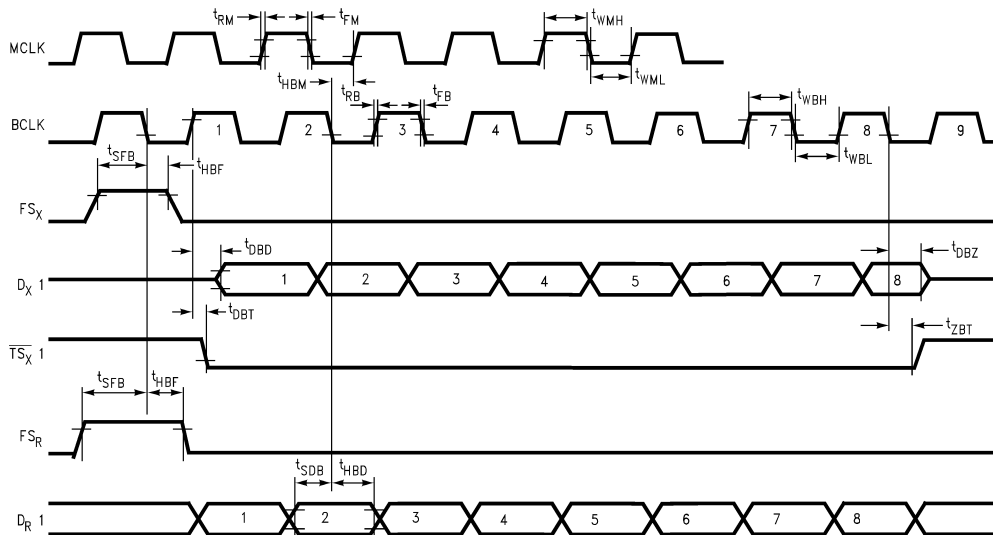 tRM tFM tWMH
MCLK
tHBM tWML
tRB tFB tWBH
BCLK 1 2 3 4 5 6 7 8 9
tSFB tHBF tWBL
FSX
tDBD tDBZ
DX 1 1 2 3 4 5 6 7 8
tDBT tZBT
TSX 1
tSFB tHBF
FSR
tSDB tHBD
DR 1 1 2 3 4 5 6 7 8